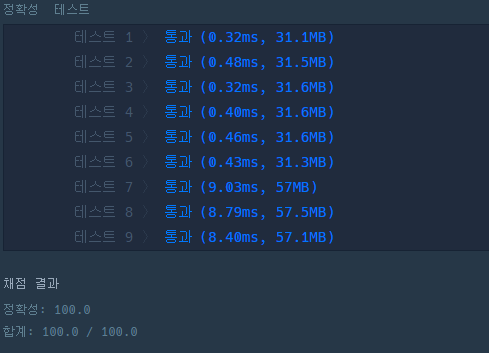 정확성 테스트
테스트 1 〉 통과 (0.32ms, 31.1MB)
테스트 2 〉 통과 (0.48ms, 31.5MB)
테스트 3 〉 통과 (0.32ms, 31.6MB)
테스트 4 〉 통과 (0.40ms, 31.6MB)
테스트 5 〉 통과 (0.46ms, 31.6MB)
테스트 6 〉 통과 (0.43ms, 31.3MB)
테스트 7 〉 통과 (9.03ms, 57MB)
테스트 8 〉 통과 (8.79ms, 57.5MB)
테스트 9 〉 통과 (8.40ms, 57.1MB)
채점 결과
정확성: 100.0
합계: 100.0 / 100.0